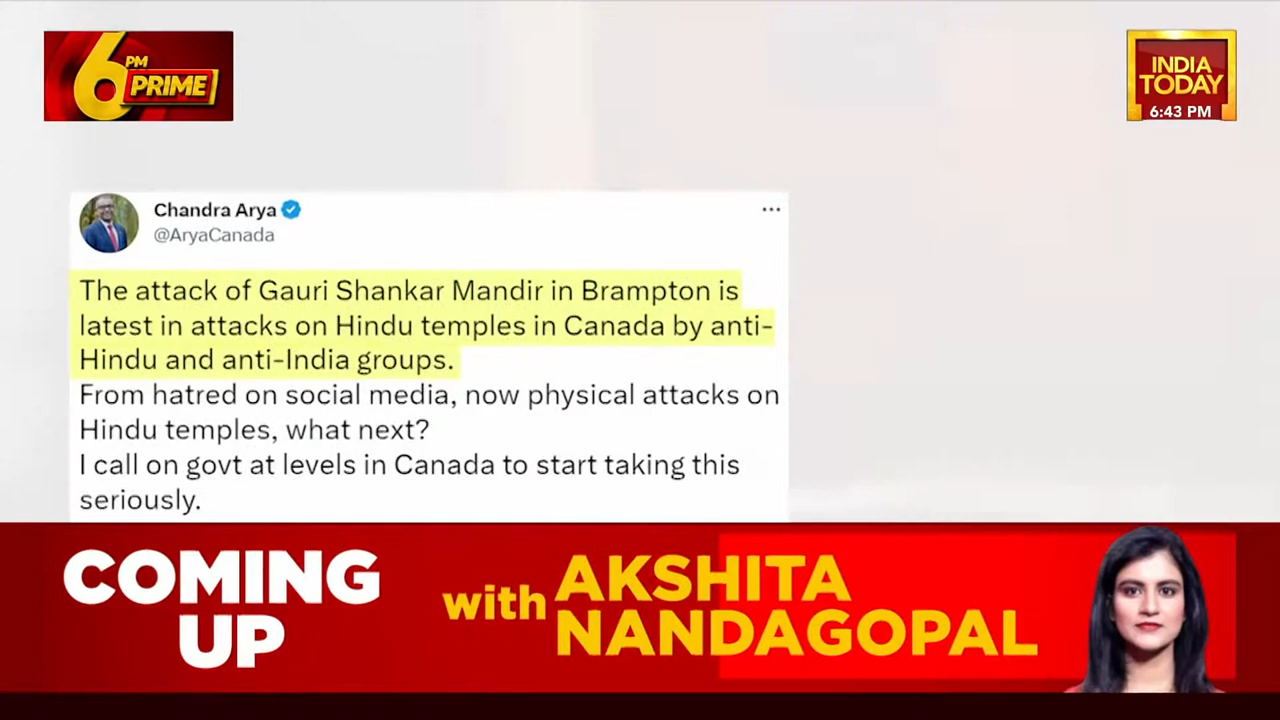 6 PM
PRIME
INDIA
TODAY
6:43 PM
Chandra Arya
@AryaCanada
The attack of Gauri Shankar Mandir in Brampton is
latest in attacks on Hindu temples in Canada by anti-
Hindu and anti-India groups.
From hatred on social media, now physical attacks on
Hindu temples, what next?
I call on govt at levels in Canada to start taking this
seriously.
COMING
UP
with AKSHITA
NANDAGOPAL